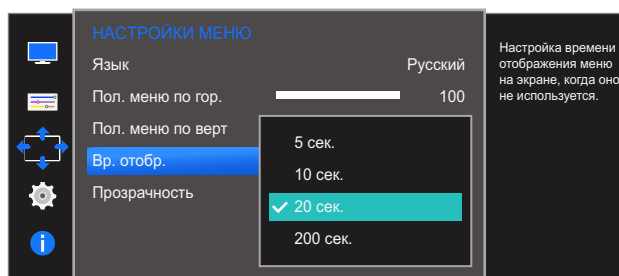 НАСТРОЙКИ МЕНЮ
Язык Русский
Пол. меню по гор. 100
Пол. меню по верт
Вр. отобр.
Прозрачность
5 сек.
10 сек.
20 сек.
200 сек.
Настройка времени
отображения меню
на экране, когда оно
не используется.